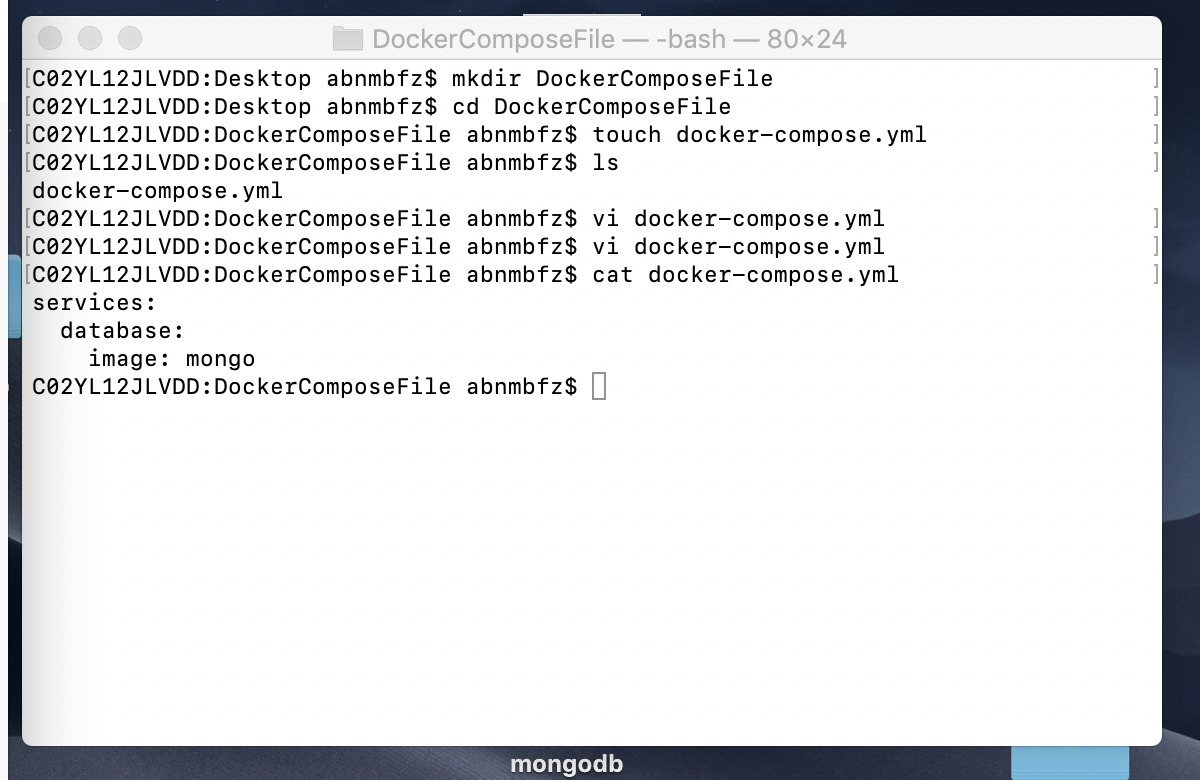 DockerComposeFile — -bash — 80×24
[C02YL12JLVDD:Desktop abnmbfz$ mkdir DockerComposeFile ]
[C02YL12JLVDD:Desktop abnmbfz$ cd DockerComposeFile ]
[C02YL12JLVDD:DockerComposeFile abnmbfz$ touch docker-compose.yml ]
[C02YL12JLVDD:DockerComposeFile abnmbfz$ ls ]
docker-compose.yml
[C02YL12JLVDD:DockerComposeFile abnmbfz$ vi docker-compose.yml ]
[C02YL12JLVDD:DockerComposeFile abnmbfz$ vi docker-compose.yml ]
[C02YL12JLVDD:DockerComposeFile abnmbfz$ cat docker-compose.yml ]
services:
  database:
    image: mongo
C02YL12JLVDD:DockerComposeFile abnmbfz$
mongodb